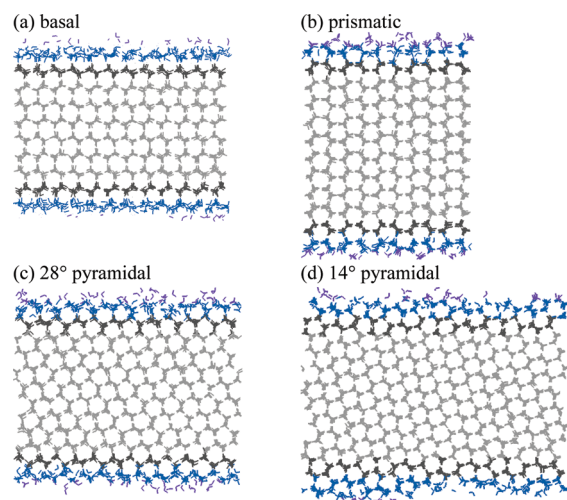 (a) basal
(b) prismatic
(c) 28° pyramidal
(d) 14° pyramidal